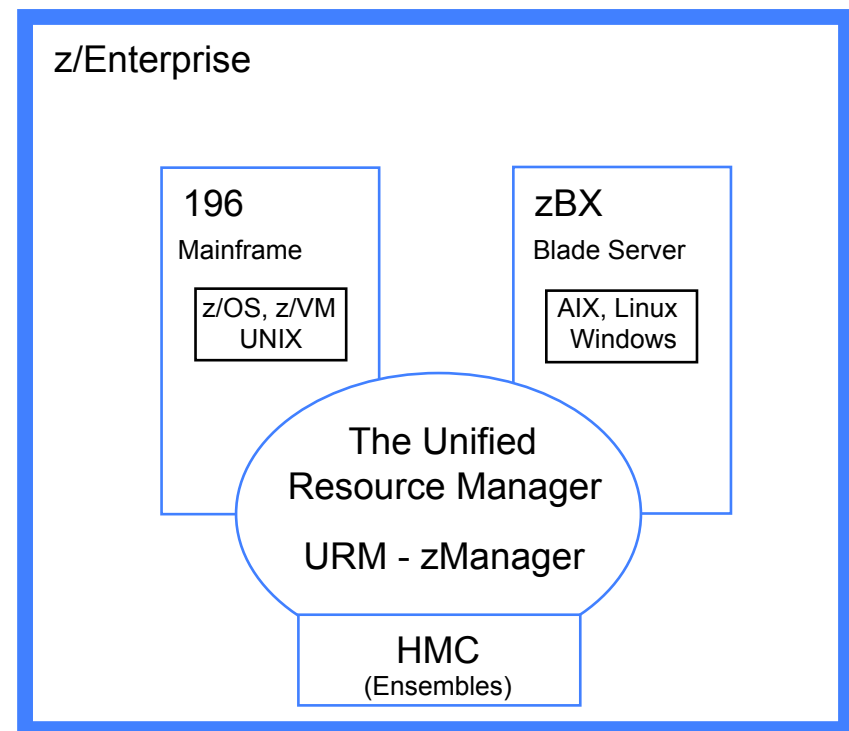 z/Enterprise
196
Mainframe
z/OS, z/VM
UNIX
zBX
Blade Server
AIX, Linux
Windows
The Unified
Resource Manager
URM - zManager
HMC
(Ensembles)